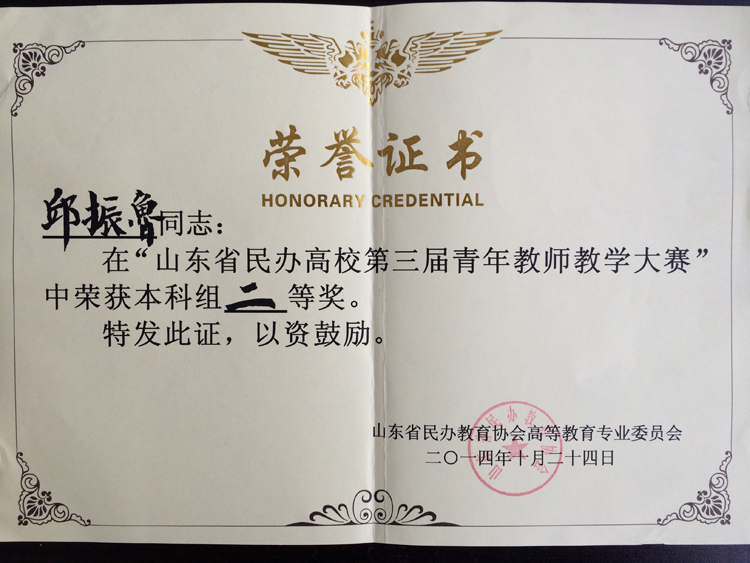 荣誉证书
HONORARY CREDENTIAL
邱振鲁同志：
在“山东省民办高校第三届青年教师教学大赛”
中荣获本科组二等奖。
特发此证，以资鼓励。
山东省民办教育协会高等教育专业委员会
二〇一四年十月二十四日